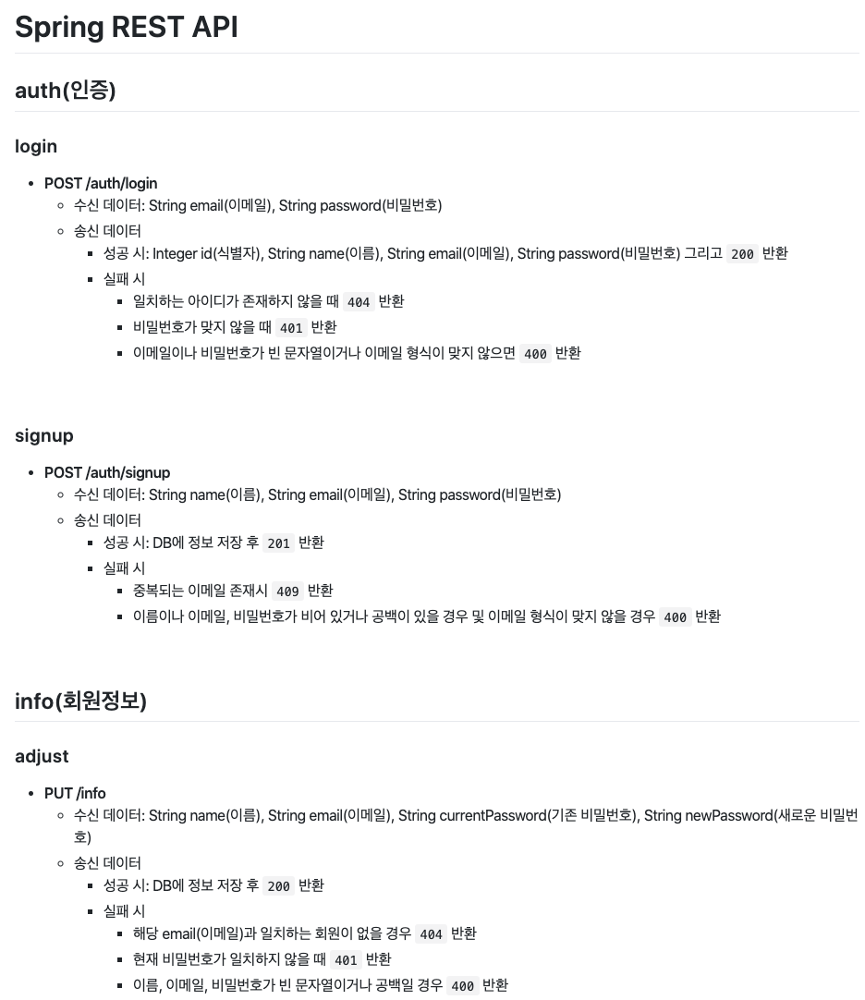 Spring REST API
auth(인증)
login
POST /auth/login
수신 데이터: String email(이메일), String password(비밀번호)
송신 데이터
성공 시: Integer id(식별자), String name(이름), String email(이메일), String password(비밀번호) 그리고 200 반환
실패 시
일치하는 아이디가 존재하지 않을 때 404 반환
비밀번호가 맞지 않을 때 401 반환
이메일이나 비밀번호가 빈 문자열이거나 이메일 형식이 맞지 않으면 400 반환
signup
POST /auth/signup
수신 데이터: String name(이름), String email(이메일), String password(비밀번호)
송신 데이터
성공 시: DB에 정보 저장 후 201 반환
실패 시
중복되는 이메일 존재시 409 반환
이름이나 이메일, 비밀번호가 비어 있거나 공백이 있을 경우 및 이메일 형식이 맞지 않을 경우 400 반환
info(회원정보)
adjust
PUT /info
수신 데이터: String name(이름), String email(이메일), String currentPassword(기존 비밀번호), String newPassword(새로운 비밀번
호)
송신 데이터
성공 시: DB에 정보 저장 후 200 반환
실패 시
해당 email(이메일)과 일치하는 회원이 없을 경우 404 반환
현재 비밀번호가 일치하지 않을 때 401 반환
이름, 이메일, 비밀번호가 빈 문자열이거나 공백일 경우 400 반환